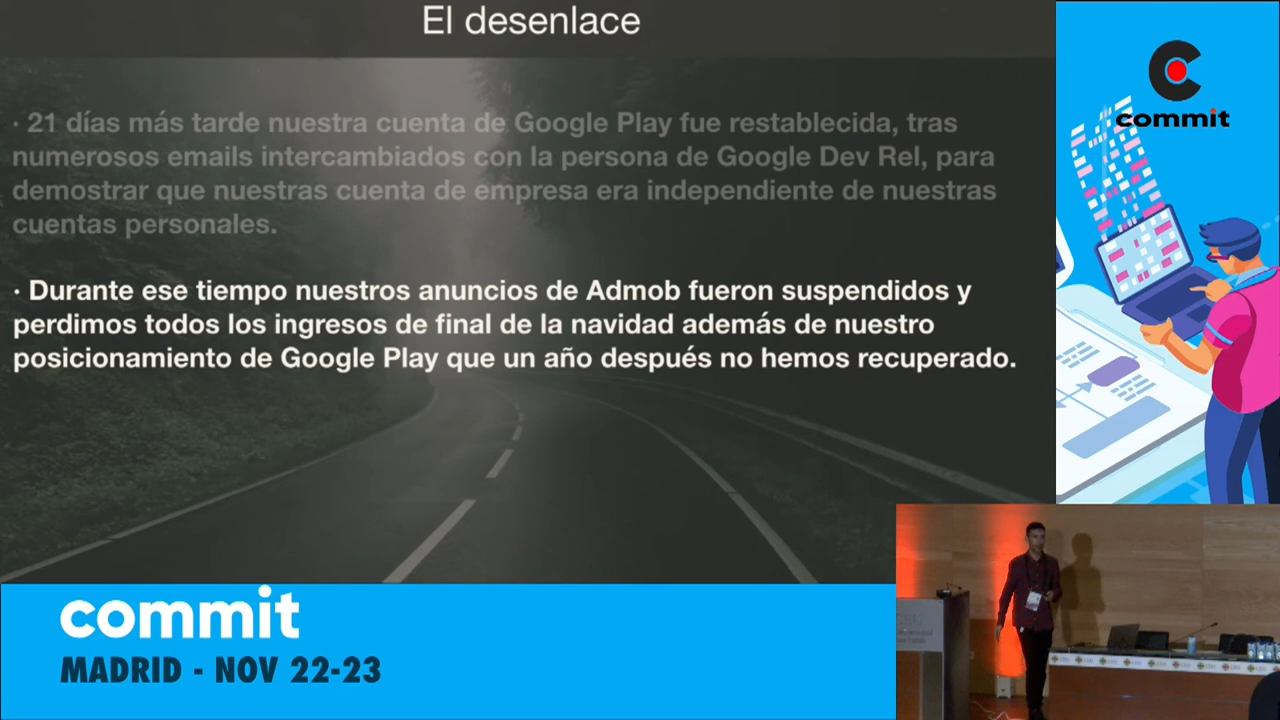 El desenlace
· 21 días más tarde nuestra cuenta de Google Play fue restablecida, tras
numerosos emails intercambiados con la persona de Google Dev Rel, para
demostrar que nuestras cuenta de empresa era independiente de nuestras
cuentas personales.
· Durante ese tiempo nuestros anuncios de Admob fueron suspendidos y
perdimos todos los ingresos de final de la navidad además de nuestro
posicionamiento de Google Play que un año después no hemos recuperado.
commit
commit
MADRID - NOV 22-23
CEU